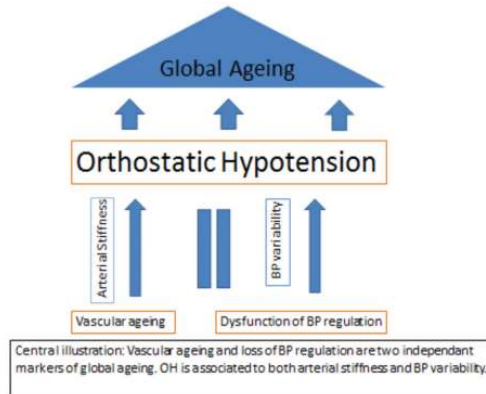 Global Ageing
Orthostatic Hypotension
Arterial Stiffness
BP variability
Vascular ageing
Dysfunction of BP regulation
Central illustration: Vascular ageing and loss of BP regulation are two independant
markers of global ageing. OH is associated to both arterial stiffness and BP variability.